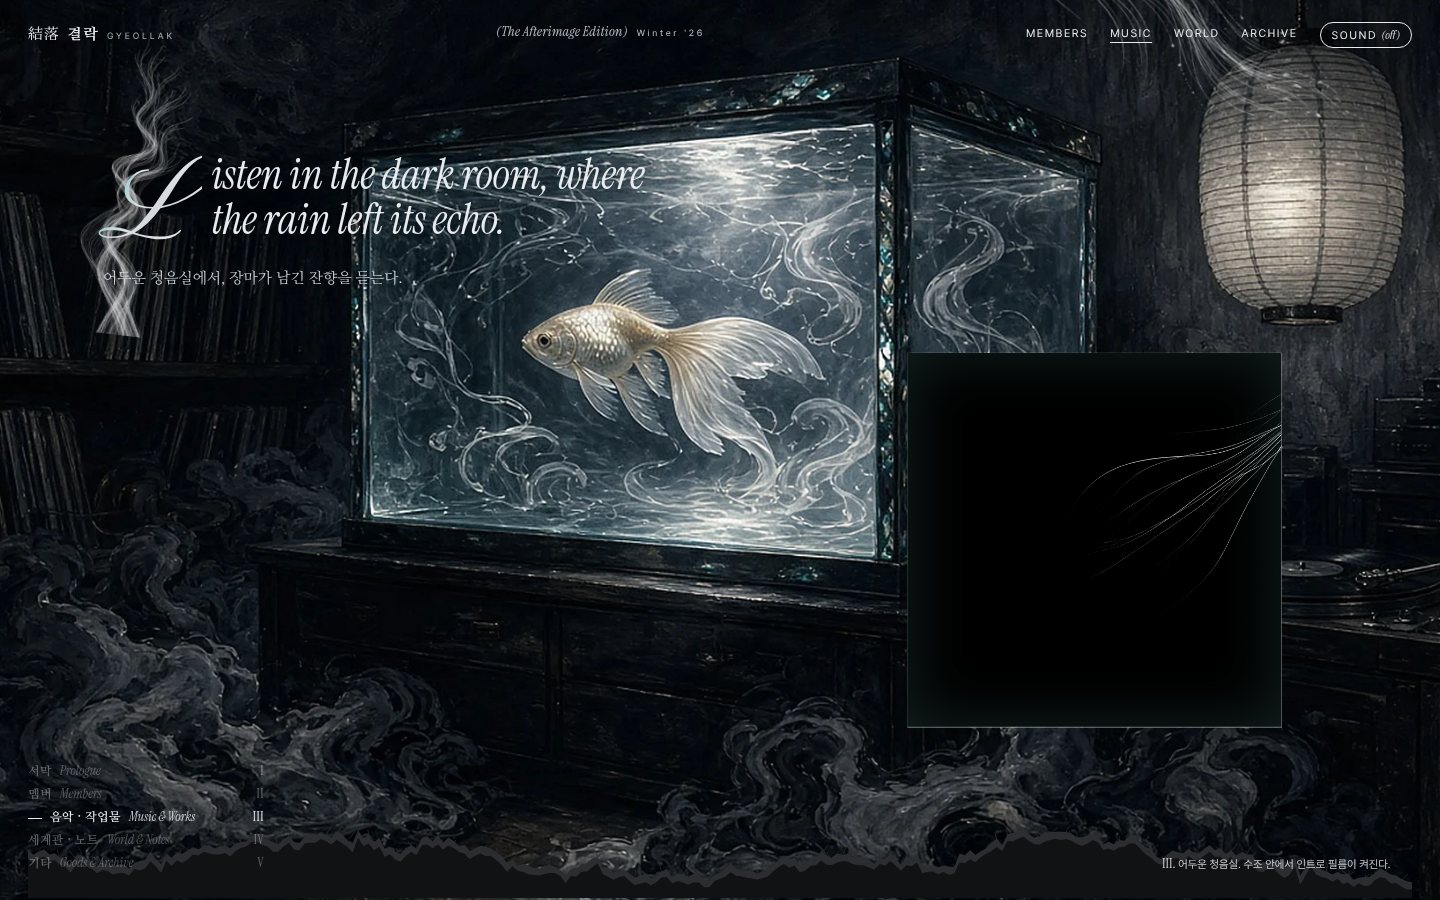 結落 결락 GYEOLLAK
(The Afterimage Edition) Winter '26
MEMBERS MUSIC WORLD ARCHIVE SOUND (off)
Listen in the dark room, where
the rain left its echo.
어두운 청음실에서, 장마가 남긴 잔향을 듣는다.
서막 Prologue I
멤버 Members II
음악 · 작업물 Music & Works III
세계관 · 노트 World & Notes IV
기타 Goods & Archive V
III. 어두운 청음실. 수조 안에서 인트로 필름이 켜진다.